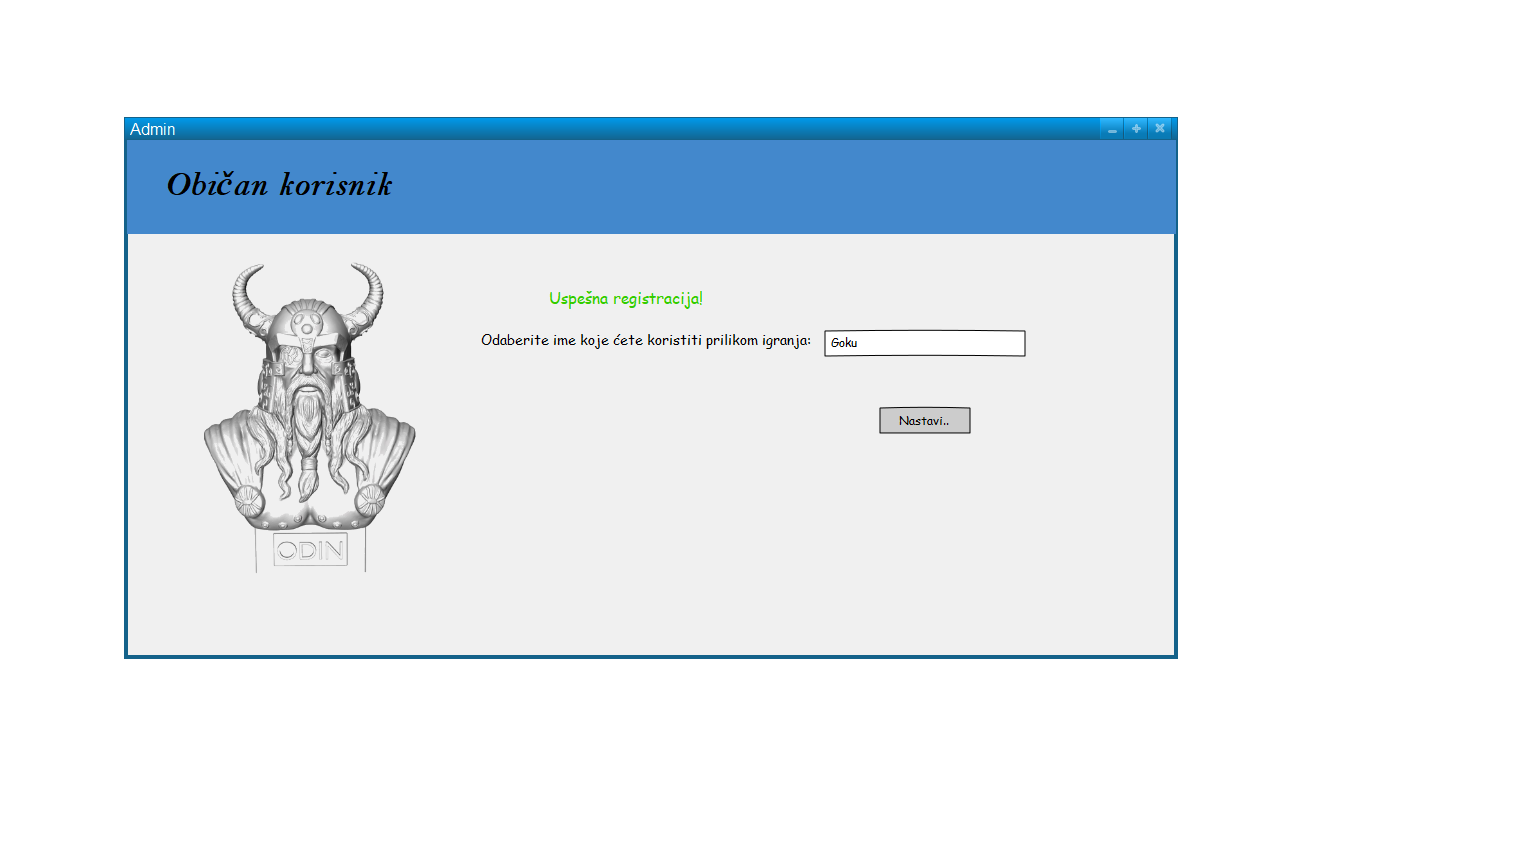 Admin
Običan korisnik
Uspešna registracija!
Odaberite ime koje ćete koristiti prilikom igranja:
Goku
Nastavi..
ODIN